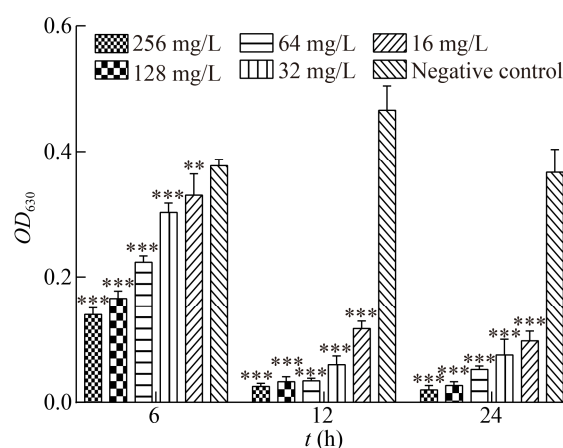 0.6
256 mg/L 64 mg/L 16 mg/L
128 mg/L 32 mg/L Negative control
0.4
**
***
***
***
***
0.2
***
***
***
*** *** ***
***
***
***
*** ***
0.0
6 12 24
OD630
t (h)